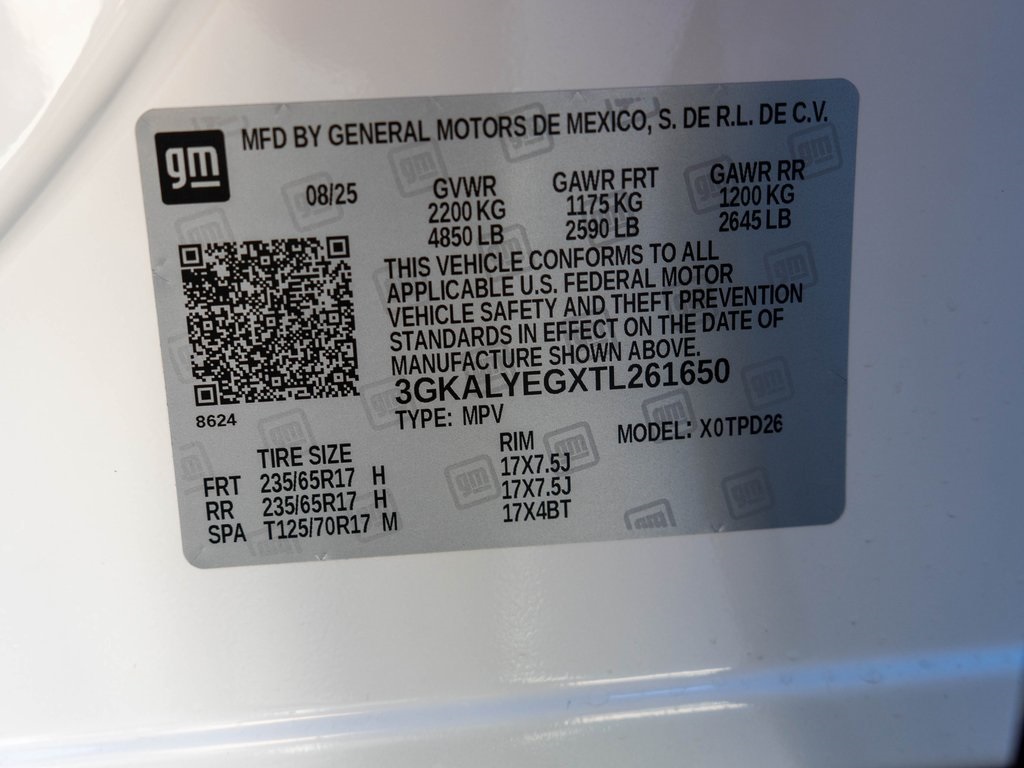 gm
MFD BY GENERAL MOTORS DE MEXICO, S. DE R.L. DE C.V.
08/25
GVWR GAWR FRT GAWR RR
2200 KG 1175 KG 1200 KG
4850 LB 2590 LB 2645 LB
THIS VEHICLE CONFORMS TO ALL
APPLICABLE U.S. FEDERAL MOTOR
VEHICLE SAFETY AND THEFT PREVENTION
STANDARDS IN EFFECT ON THE DATE OF
MANUFACTURE SHOWN ABOVE.
3GKALYEGXTL261650
8624
TYPE: MPV MODEL: X0TPD26
TIRE SIZE RIM
FRT 235/65R17 H 17X7.5J
RR 235/65R17 H 17X7.5J
SPA T125/70R17 M 17X4BT